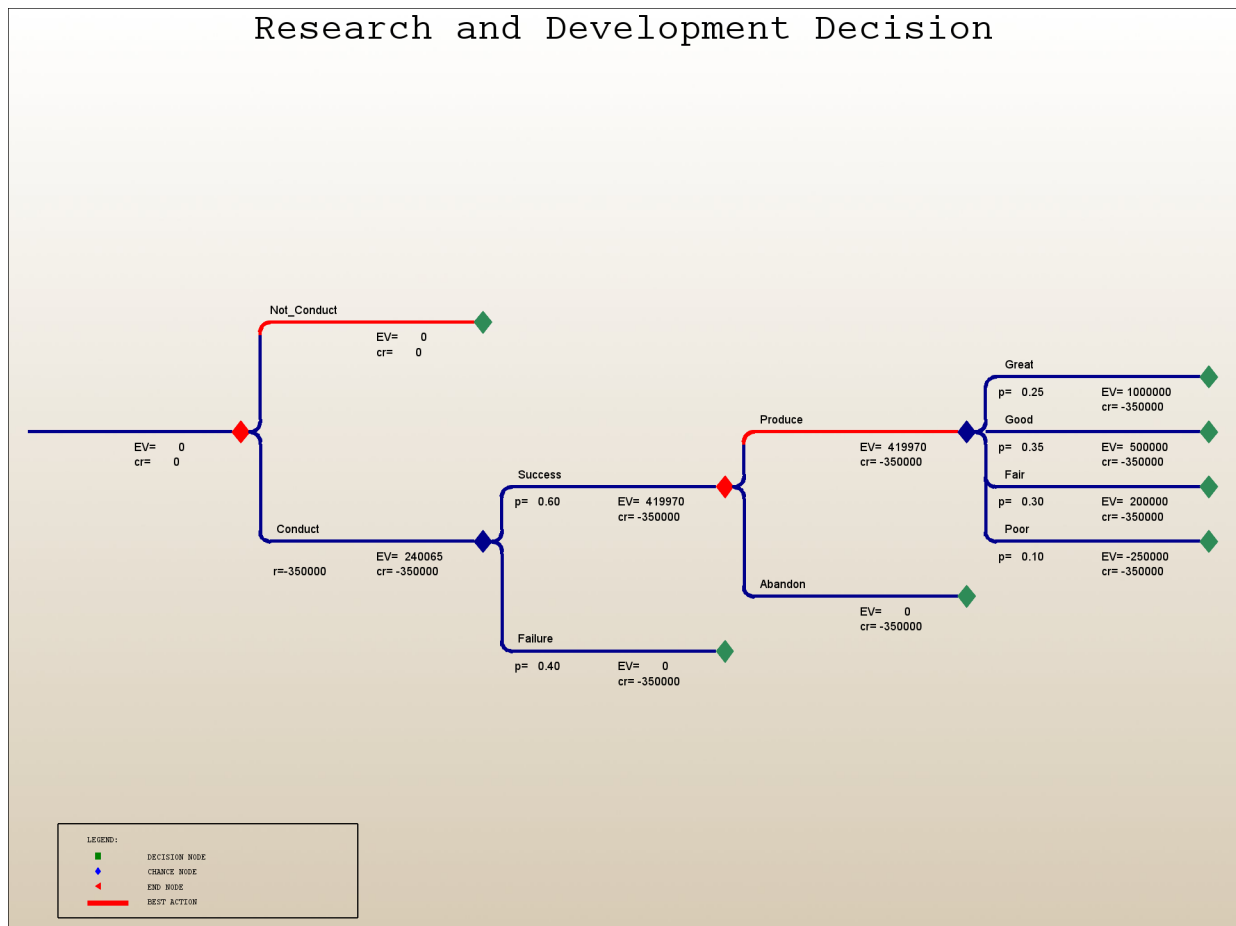 Research and Development Decision
Not_Conduct
EV= 0
cr= 0
EV= 0
cr= 0
Conduct
EV= 240065
r=-350000 cr= -350000
Success
p= 0.60 EV= 419970
cr= -350000
Failure
p= 0.40 EV= 0
cr= -350000
Produce
EV= 419970
cr= -350000
Abandon
EV= 0
cr= -350000
Great
p= 0.25 EV= 1000000
cr= -350000
Good
p= 0.35 EV= 500000
cr= -350000
Fair
p= 0.30 EV= 200000
cr= -350000
Poor
p= 0.10 EV= -250000
cr= -350000
LEGEND:
DECISION NODE
CHANCE NODE
END NODE
BEST ACTION